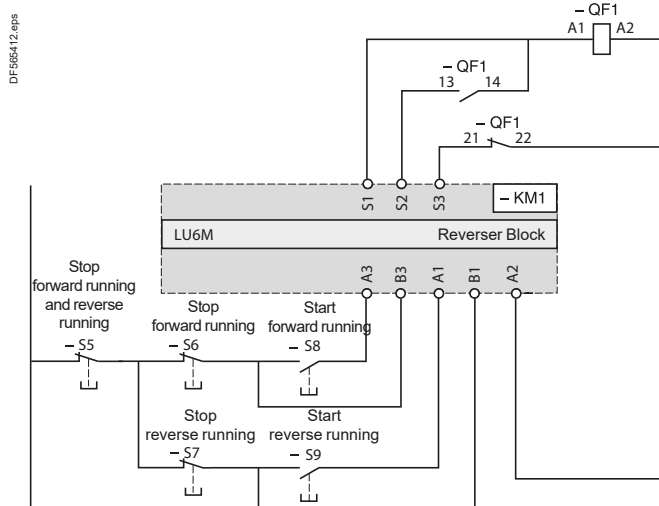 DF565412.eps
– QF1
A1 A2
– QF1
13 14
– QF1
21 22
S1 S2 S3
– KM1
LU6M Reverser Block
A3 B3 A1 B1 A2
Stop
forward running
and reverse
running
– S5
Stop
forward running
– S6
Start
forward running
– S8
Stop
reverse running
– S7
Start
reverse running
– S9